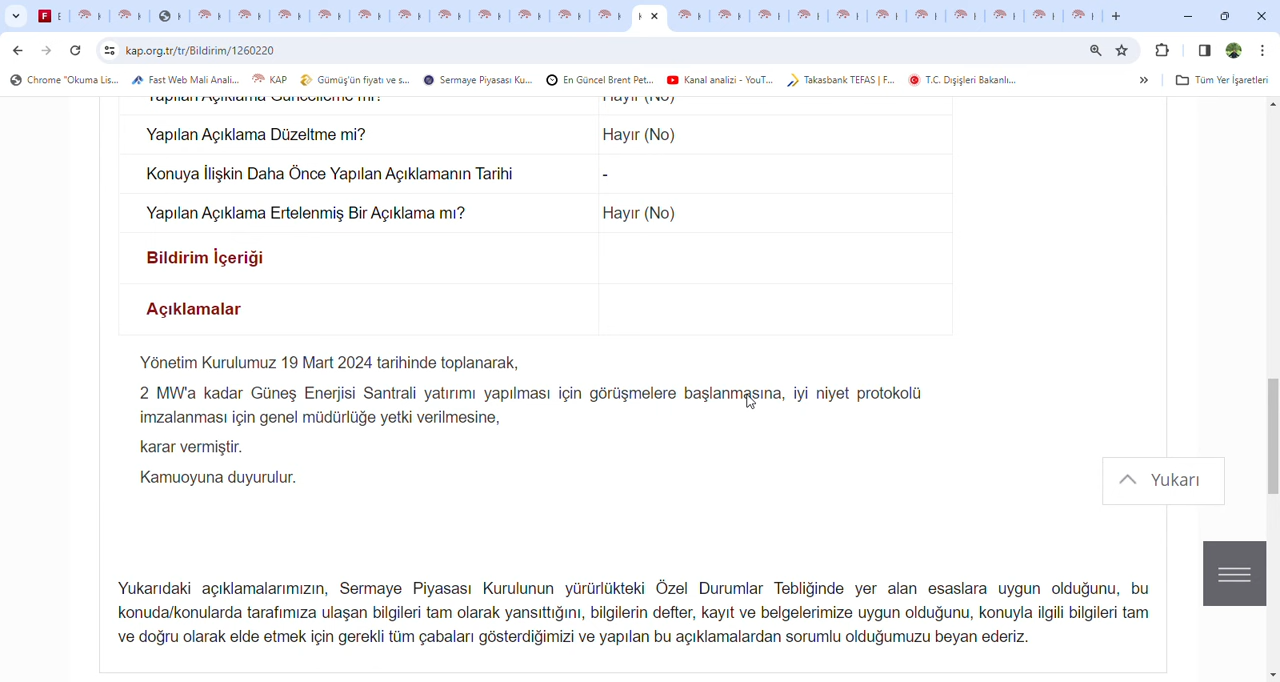 kap.org.tr/tr/Bildirim/1260220
Chrome "Okuma Lis... Fast Web Mali Anali... KAP Gümüş'ün fiyatı ve s... Sermaye Piyasası Ku... En Güncel Brent Pet... Kanal analizi - YouT... Takasbank TEFAS | F... T.C. Dışişleri Bakanlı... » Tüm Yer İşaretleri
Yapılan Açıklama Güncelleme mi? Hayır (No)
Yapılan Açıklama Düzeltme mi? Hayır (No)
Konuya İlişkin Daha Önce Yapılan Açıklamanın Tarihi -
Yapılan Açıklama Ertelenmiş Bir Açıklama mı? Hayır (No)
Bildirim İçeriği
Açıklamalar
Yönetim Kurulumuz 19 Mart 2024 tarihinde toplanarak,
2 MW'a kadar Güneş Enerjisi Santrali yatırımı yapılması için görüşmelere başlanmasına, iyi niyet protokolü
imzalanması için genel müdürlüğe yetki verilmesine,
karar vermiştir.
Kamuoyuna duyurulur.
Yukarı
Yukarıdaki açıklamalarımızın, Sermaye Piyasası Kurulunun yürürlükteki Özel Durumlar Tebliğinde yer alan esaslara uygun olduğunu, bu
konuda/konularda tarafımıza ulaşan bilgileri tam olarak yansıttığını, bilgilerin defter, kayıt ve belgelerimize uygun olduğunu, konuyla ilgili bilgileri tam
ve doğru olarak elde etmek için gerekli tüm çabaları gösterdiğimizi ve yapılan bu açıklamalardan sorumlu olduğumuzu beyan ederiz.